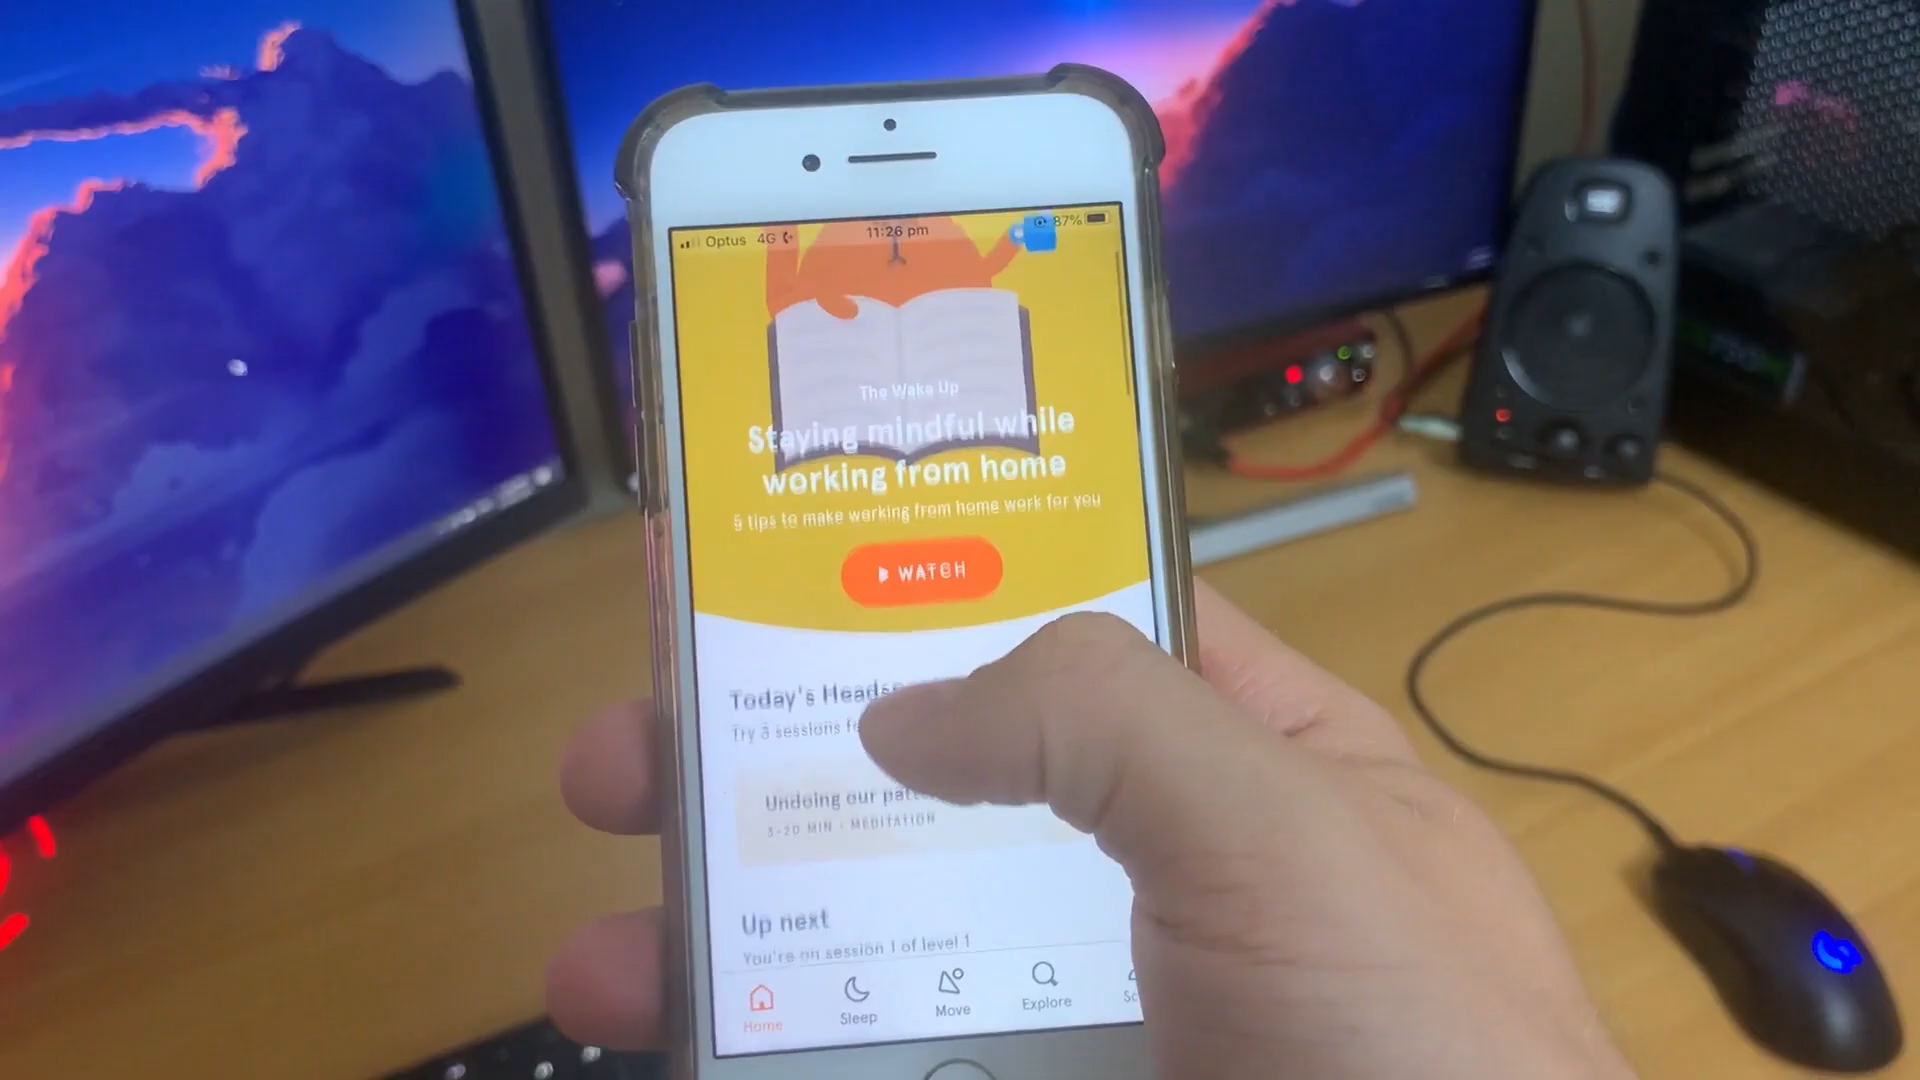 Optus 4G 11:26 pm 87%
The Wake Up
Staying mindful while
working from home
5 tips to make working from home work for you
WATCH
Today's
Try 3 sessions
Undoing our
3-20 MIN · MEDITATION
Up next
You're on session 1 of level 1
Home Sleep Move Explore